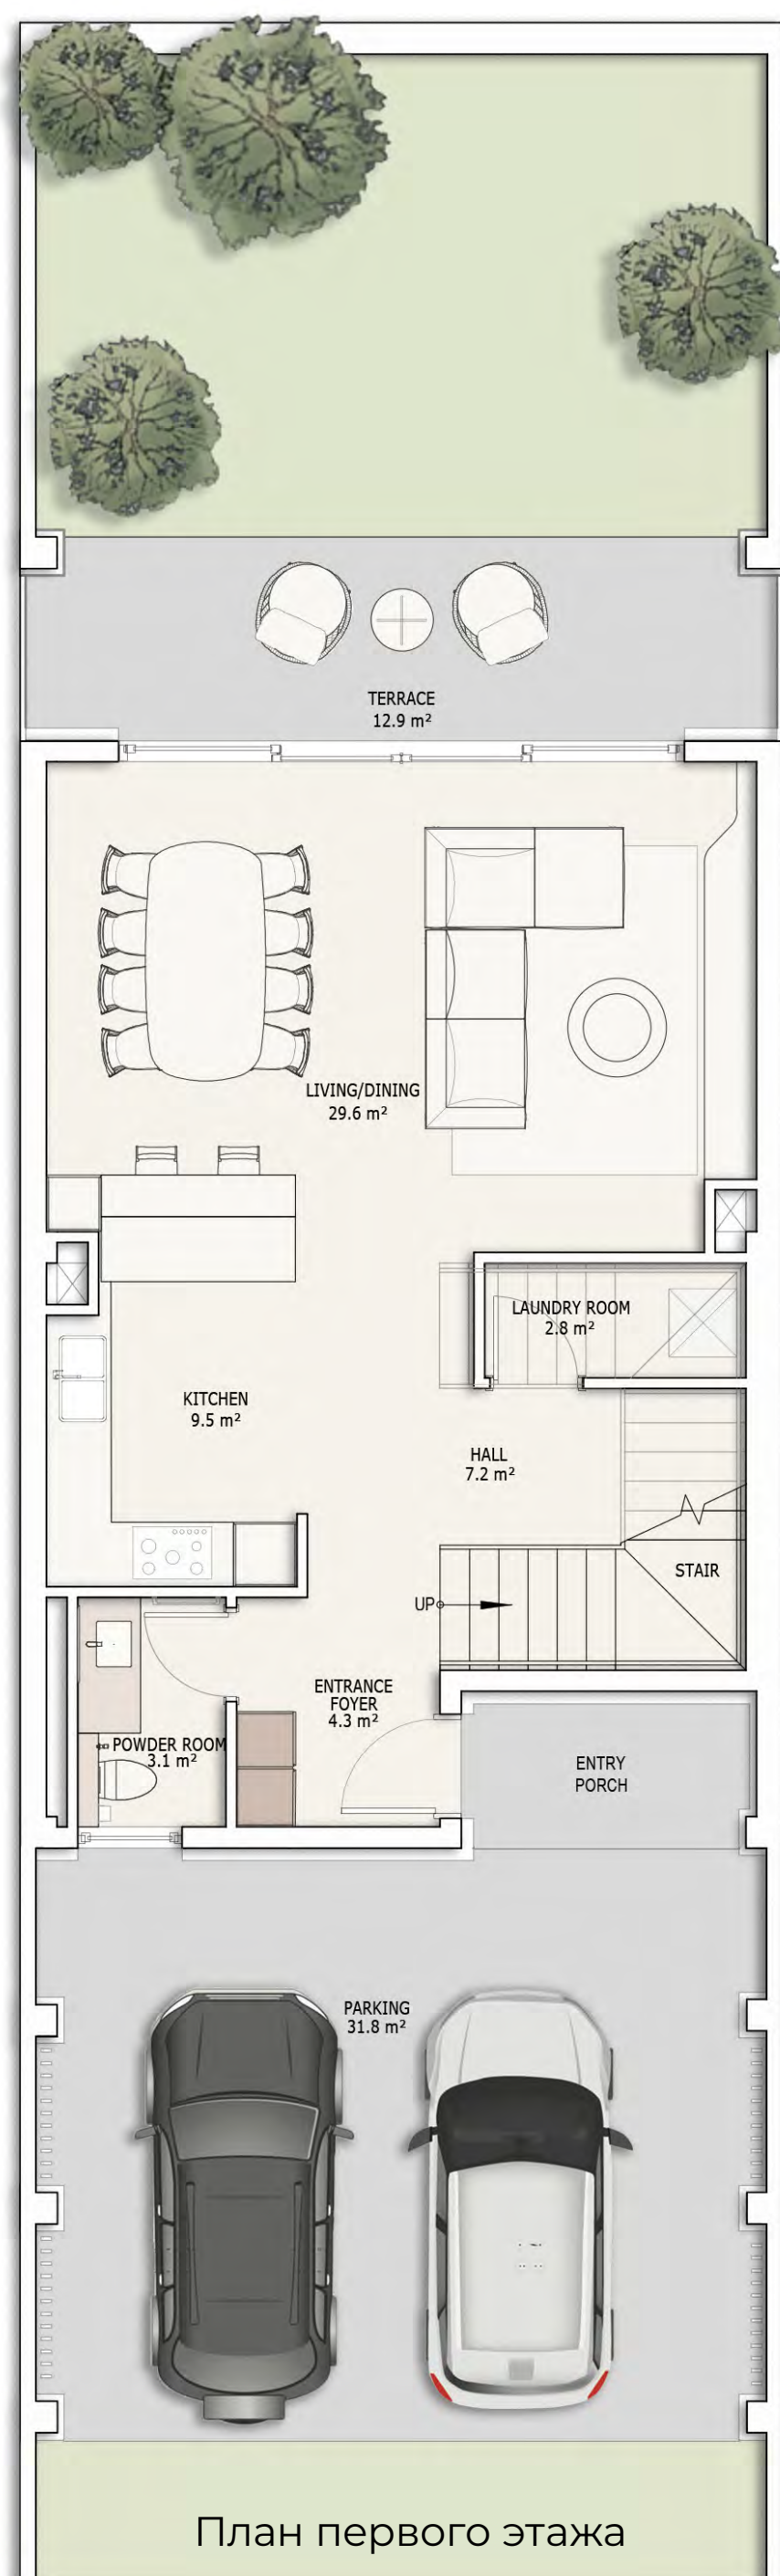 TERRACE
12.9 m²
LIVING/DINING
29.6 m²
LAUNDRY ROOM
2.8 m²
KITCHEN
9.5 m²
HALL
7.2 m²
STAIR
UP
ENTRANCE
FOYER
4.3 m²
POWDER ROOM
3.1 m²
ENTRY
PORCH
PARKING
31.8 m²
План первого этажа